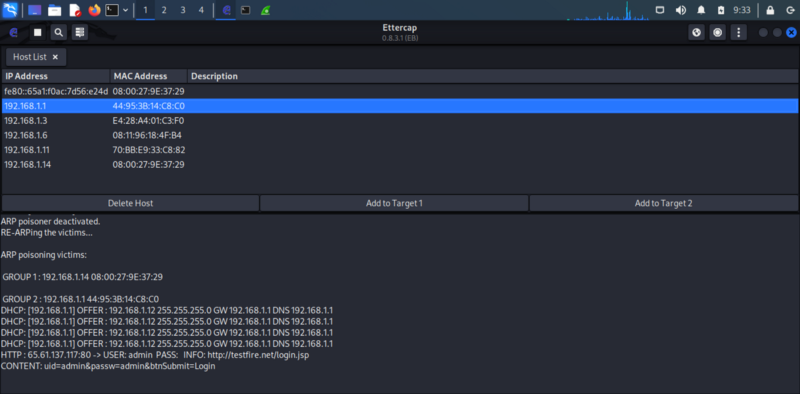 1 2 3 4 9:33
Ettercap
0.8.3.1 (EB)
Host List ×
IP Address MAC Address Description
fe80::65a1:f0ac:7d56:e24d 08:00:27:9E:37:29
192.168.1.1 44:95:3B:14:C8:C0
192.168.1.3 E4:28:A4:01:C3:F0
192.168.1.6 08:11:96:18:4F:B4
192.168.1.11 70:BB:E9:33:C8:82
192.168.1.14 08:00:27:9E:37:29
Delete Host Add to Target 1 Add to Target 2
ARP poisoner deactivated.
RE-ARPing the victims...
ARP poisoning victims:
GROUP 1 : 192.168.1.14 08:00:27:9E:37:29
GROUP 2 : 192.168.1.1 44:95:3B:14:C8:C0
DHCP: [192.168.1.1] OFFER : 192.168.1.12 255.255.255.0 GW 192.168.1.1 DNS 192.168.1.1
DHCP: [192.168.1.1] OFFER : 192.168.1.12 255.255.255.0 GW 192.168.1.1 DNS 192.168.1.1
DHCP: [192.168.1.1] OFFER : 192.168.1.12 255.255.255.0 GW 192.168.1.1 DNS 192.168.1.1
DHCP: [192.168.1.1] OFFER : 192.168.1.12 255.255.255.0 GW 192.168.1.1 DNS 192.168.1.1
HTTP : 65.61.137.117:80 -> USER: admin PASS: INFO: http://testfire.net/login.jsp
CONTENT: uid=admin&passw=admin&btnSubmit=Login